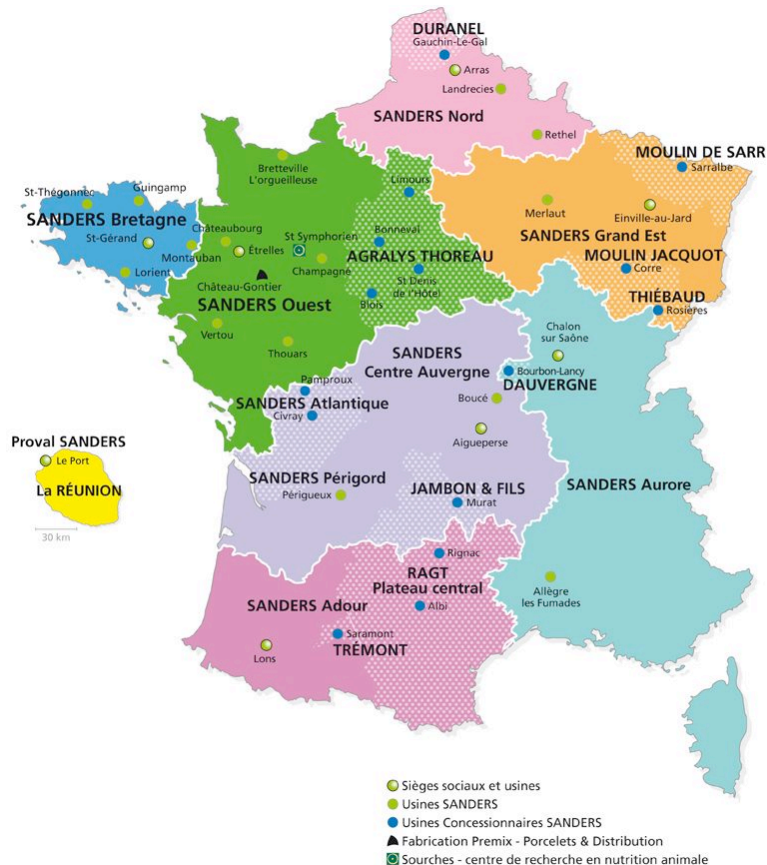 DURANEL
Gauchin-Le-Gal
Arras
Landrecies
SANDERS Nord
Rethel
MOULIN DE SARR
Sarralbe
Bretteville
L'orgueilleuse
Limours
St-Thégonnec
Guingamp
SANDERS Bretagne
St-Gérand
Lorient
Montauban
Châteaubourg
Étrelles
St Symphorien
Champagné
Château-Gontier
SANDERS Ouest
Vertou
Thouars
Bonneval
AGRALYS THOREAU
St Denis
de l'Hôtel
Blois
Merlaut
Einville-au-Jard
SANDERS Grand Est
MOULIN JACQUOT
Corre
THIÉBAUD
Rosières
Chalon
sur Saône
SANDERS
Centre Auvergne
Bourbon-Lancy
DAUVERGNE
Boucé
Aigueperse
Pamproux
SANDERS Atlantique
Civray
Proval SANDERS
Le Port
La RÉUNION
30 km
SANDERS Périgord
Périgueux
JAMBON & FILS
Murat
SANDERS Aurore
Rignac
RAGT
Plateau central
Albi
Allègre
les Fumades
SANDERS Adour
Saramont
TRÉMONT
Lons
Sièges sociaux et usines
Usines SANDERS
Usines Concessionnaires SANDERS
Fabrication Premix - Porcelets & Distribution
Sourches - centre de recherche en nutrition animale